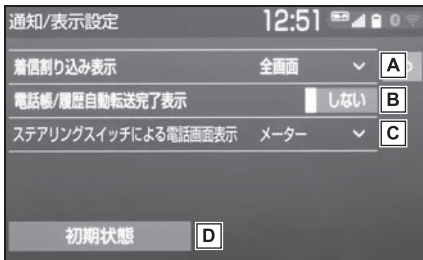 通知/表示設定 12:51
着信割り込み表示 全画面 A
電話帳/履歴自動転送完了表示 しない B
ステアリングスイッチによる電話画面表示 メーター C
初期状態 D